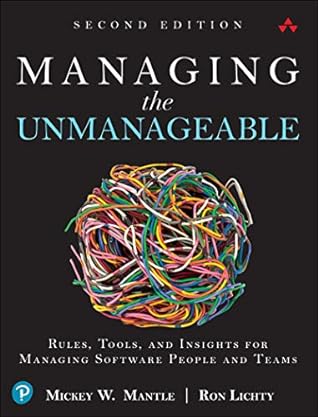 SECOND EDITION
MANAGING
the
UNMANAGEABLE
RULES, TOOLS, AND INSIGHTS FOR
MANAGING SOFTWARE PEOPLE AND TEAMS
P
MICKEY W. MANTLE | RON LICHTY